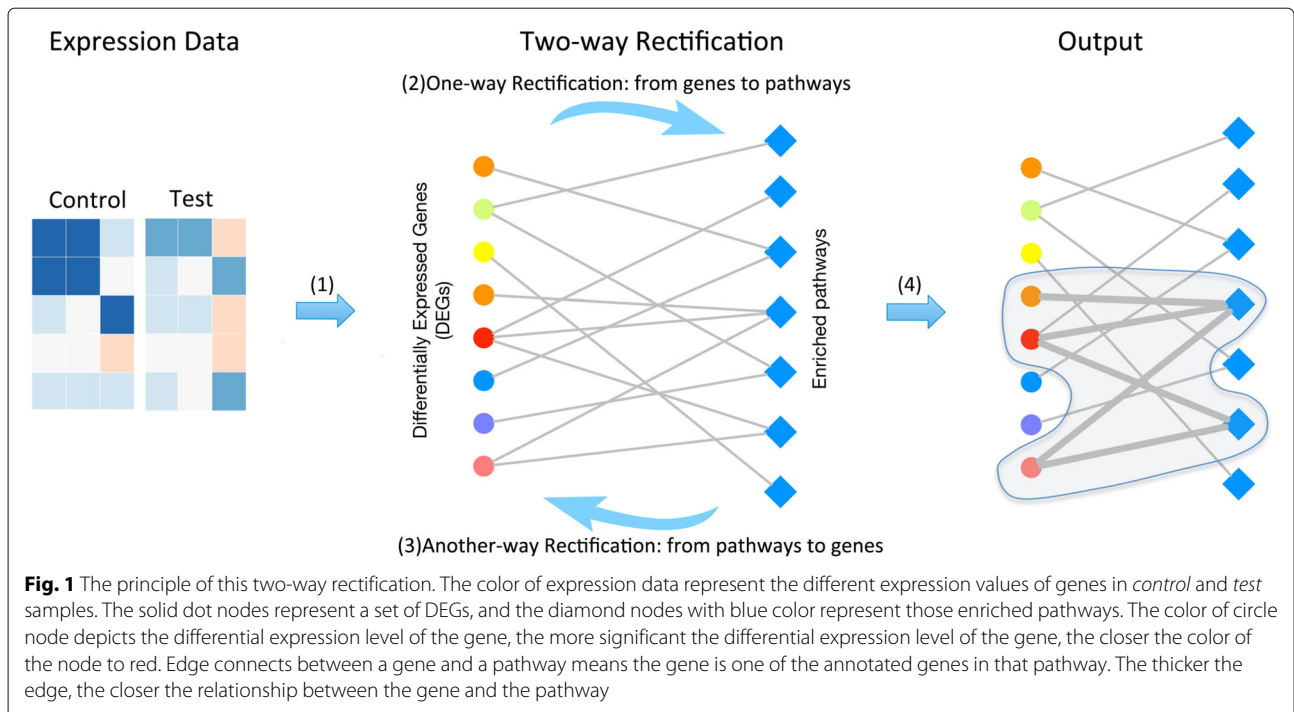 Expression Data
Two-way Rectification
Output
(2)One-way Rectification: from genes to pathways
Control
Test
(1)
Differentially Expressed Genes
(DEGs)
Enriched pathways
(4)
(3)Another-way Rectification: from pathways to genes
Fig. 1 The principle of this two-way rectification. The color of expression data represent the different expression values of genes in control and test
samples. The solid dot nodes represent a set of DEGs, and the diamond nodes with blue color represent those enriched pathways. The color of circle
node depicts the differential expression level of the gene, the more significant the differential expression level of the gene, the closer the color of
the node to red. Edge connects between a gene and a pathway means the gene is one of the annotated genes in that pathway. The thicker the
edge, the closer the relationship between the gene and the pathway